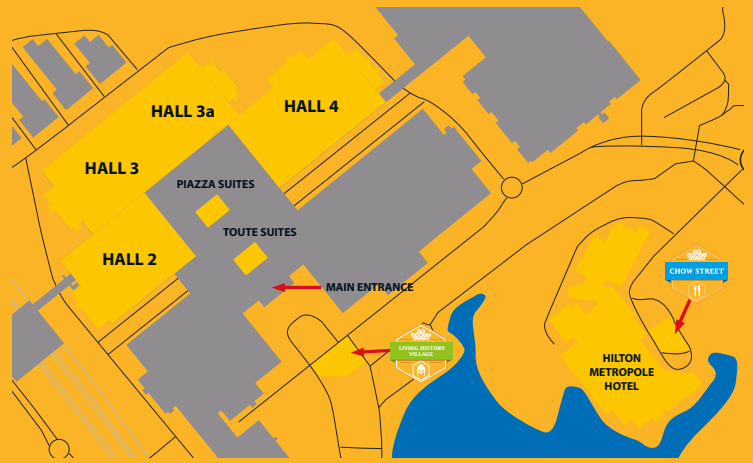 HALL 3a
HALL 4
HALL 3
PIAZZA SUITES
TOUTE SUITES
HALL 2
CHOW STREET
MAIN ENTRANCE
LIVING HISTORY
VILLAGE
HILTON
METROPOLE
HOTEL